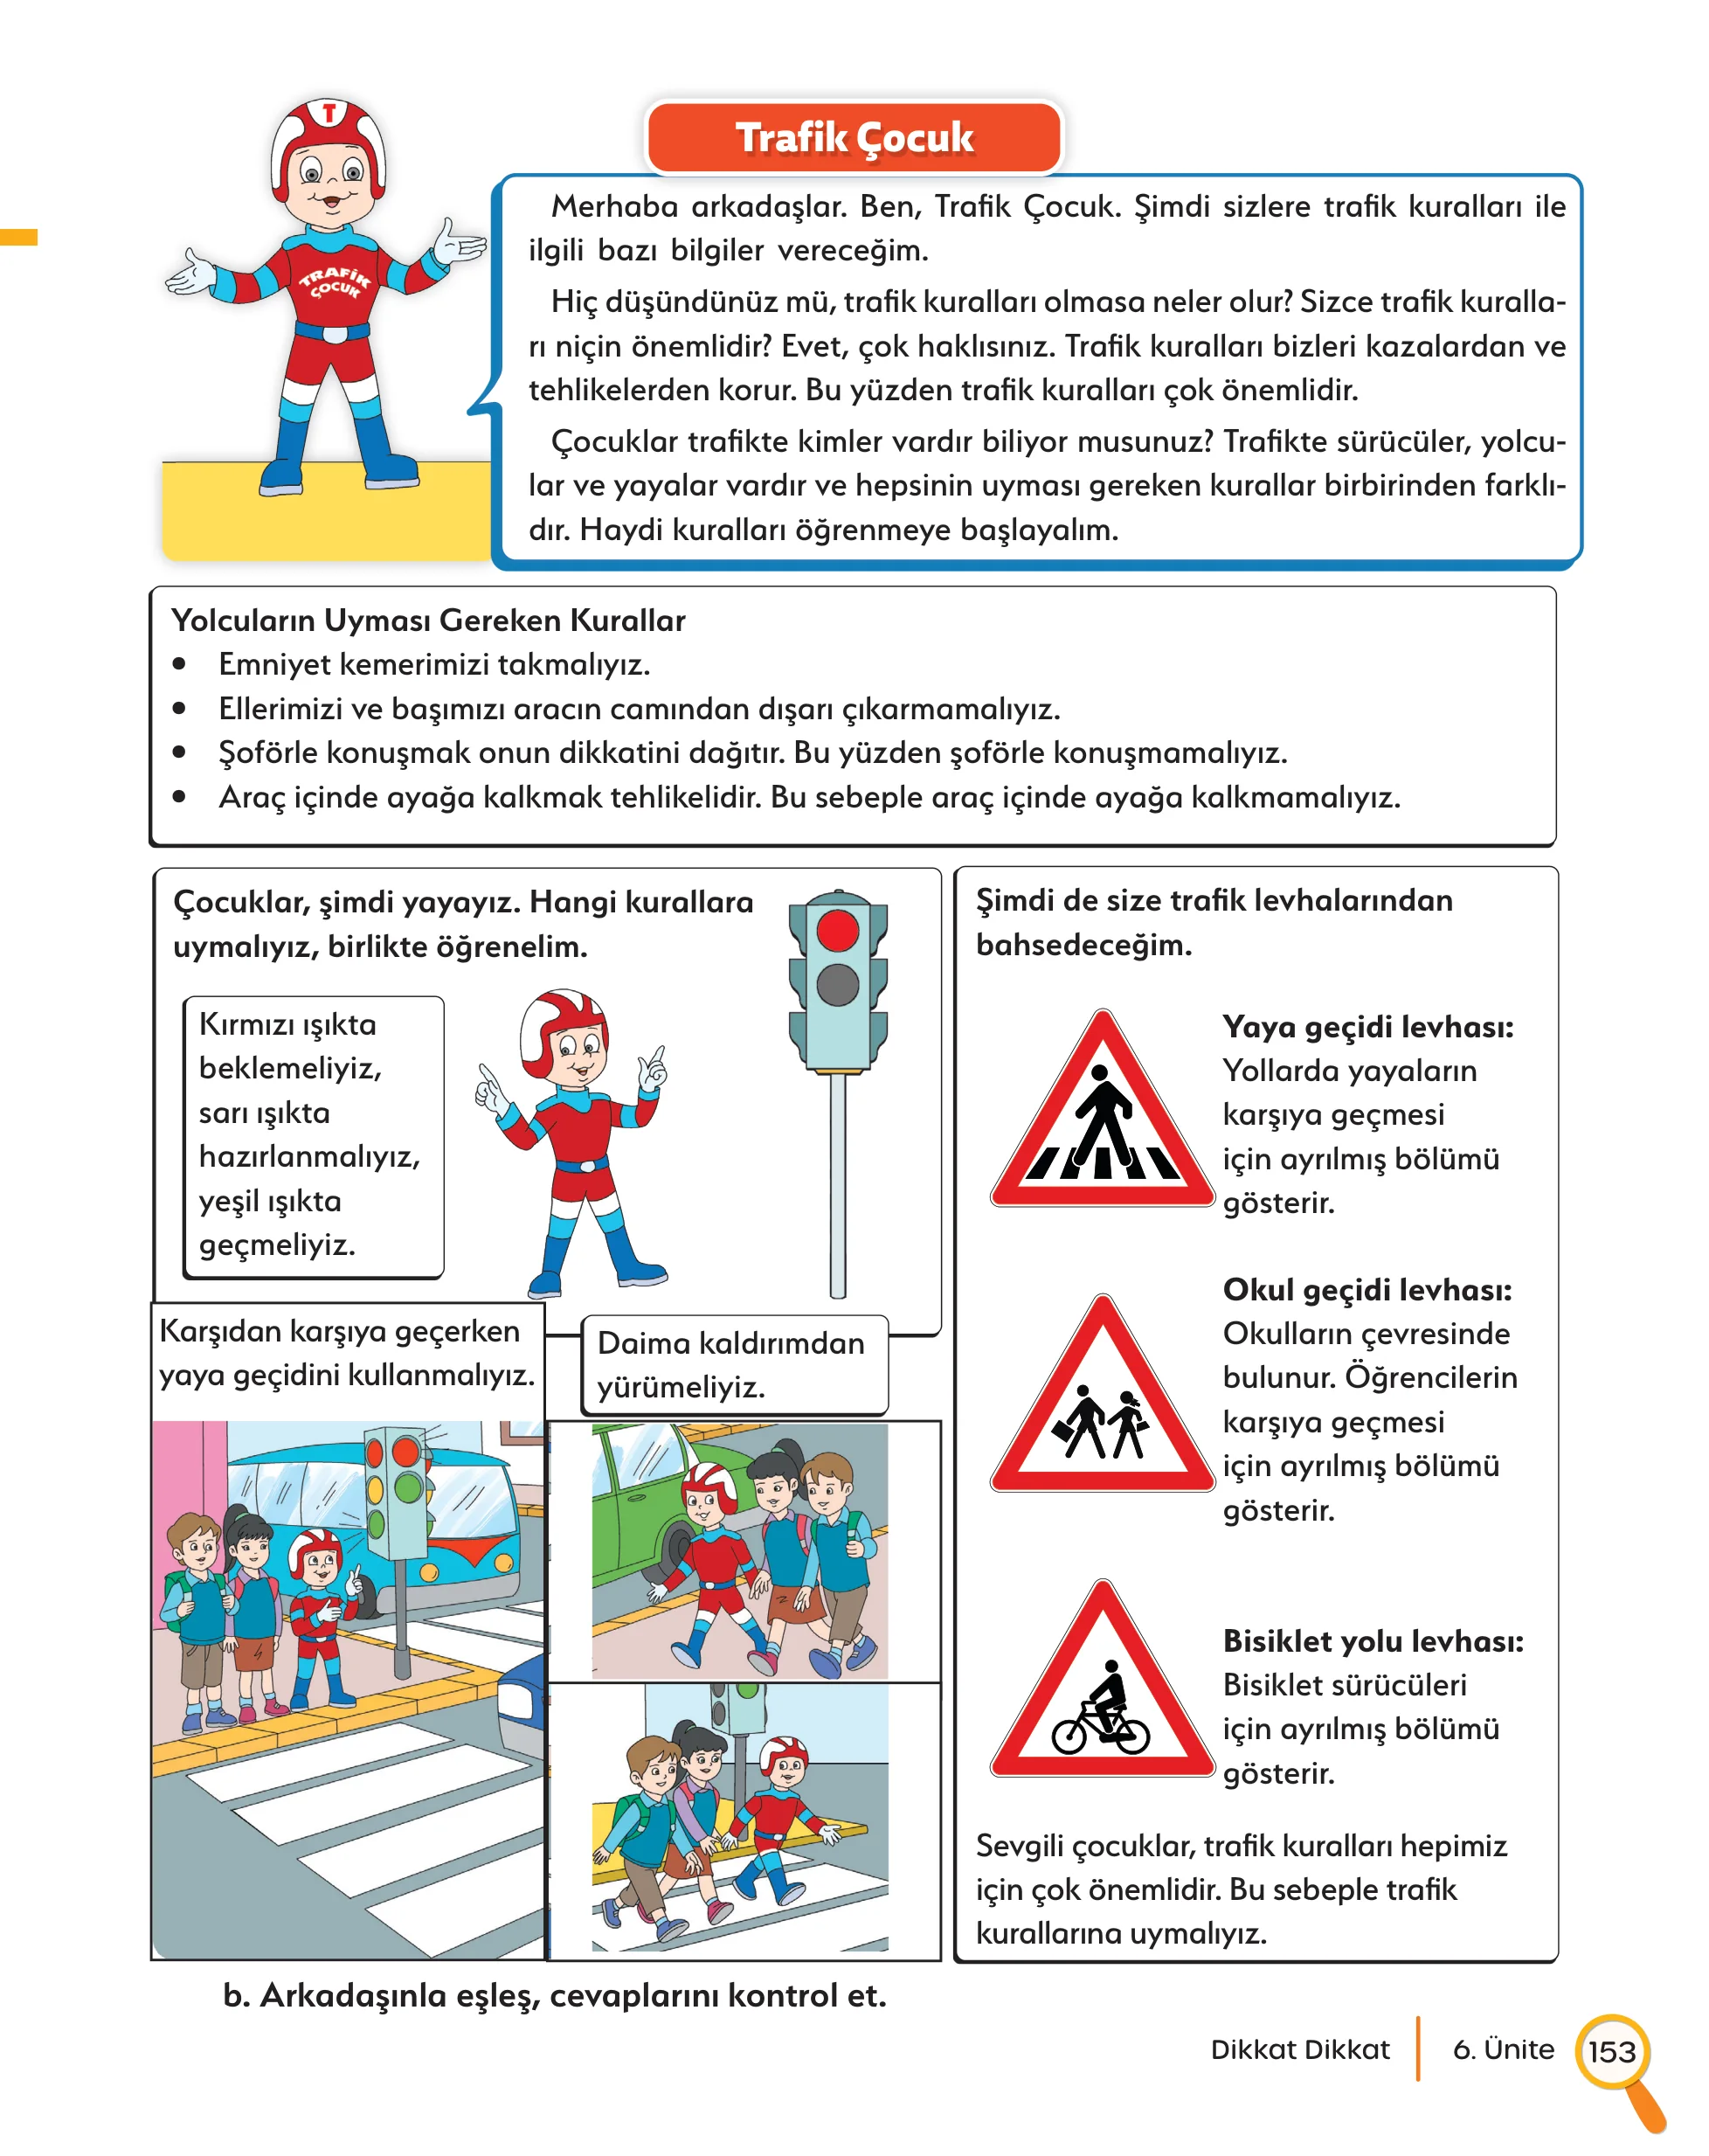 T
Trafik Çocuk
TRAFİK
ÇOCUK
Merhaba arkadaşlar. Ben, Trafik Çocuk. Şimdi sizlere trafik kuralları ile
ilgili bazı bilgiler vereceğim.
Hiç düşündünüz mü, trafik kuralları olmasa neler olur? Sizce trafik kuralla-
rı niçin önemlidir? Evet, çok haklısınız. Trafik kuralları bizleri kazalardan ve
tehlikelerden korur. Bu yüzden trafik kuralları çok önemlidir.
Çocuklar trafikte kimler vardır biliyor musunuz? Trafikte sürücüler, yolcu-
lar ve yayalar vardır ve hepsinin uyması gereken kurallar birbirinden farklı-
dır. Haydi kuralları öğrenmeye başlayalım.
Yolcuların Uyması Gereken Kurallar
• Emniyet kemerimizi takmalıyız.
• Ellerimizi ve başımızı aracın camından dışarı çıkarmamalıyız.
• Şoförle konuşmak onun dikkatini dağıtır. Bu yüzden şoförle konuşmamalıyız.
• Araç içinde ayağa kalkmak tehlikelidir. Bu sebeple araç içinde ayağa kalkmamalıyız.
Çocuklar, şimdi yayayız. Hangi kurallara
uymalıyız, birlikte öğrenelim.
Kırmızı ışıkta
beklemeliyiz,
sarı ışıkta
hazırlanmalıyız,
yeşil ışıkta
geçmeliyiz.
Karşıdan karşıya geçerken
yaya geçidini kullanmalıyız.
Daima kaldırımdan
yürümeliyiz.
Şimdi de size trafik levhalarından
bahsedeceğim.
Yaya geçidi levhası:
Yollarda yayaların
karşıya geçmesi
için ayrılmış bölümü
gösterir.
Okul geçidi levhası:
Okulların çevresinde
bulunur. Öğrencilerin
karşıya geçmesi
için ayrılmış bölümü
gösterir.
Bisiklet yolu levhası:
Bisiklet sürücüleri
için ayrılmış bölümü
gösterir.
Sevgili çocuklar, trafik kuralları hepimiz
için çok önemlidir. Bu sebeple trafik
kurallarına uymalıyız.
b. Arkadaşınla eşleş, cevaplarını kontrol et.
Dikkat Dikkat
6. Ünite
153